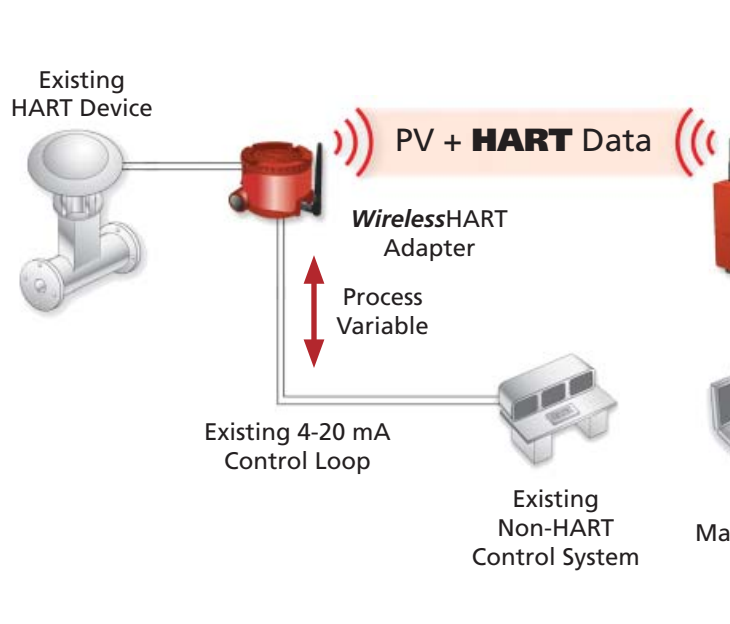 Existing
HART Device
PV + HART Data
WirelessHART
Adapter
Process
Variable
Existing 4-20 mA
Control Loop
Existing
Non-HART
Control System
Ma